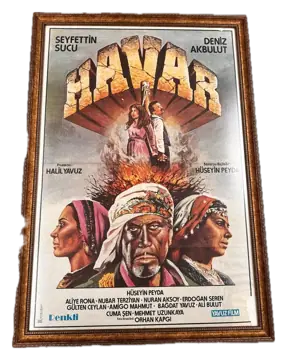 SEYFETTİN
SUCU
DENİZ
AKBULUT
HAVAR
HALİL YAVUZ
HÜSEYİN PEYDA
HÜSEYİN PEYDA
ALİYE RONA - NUBAR TERZİYAN - NURAN AKSOY - ERDOĞAN SEREN
GÜLTEN CEYLAN - AMİGO MAHMUT - BAĞDAT YAVUZ - ALİ BULUT
CUMA ŞEN - MEHMET UZUNKAYA
ORHAN KAPGI
Renkli
YAVUZ FİLM